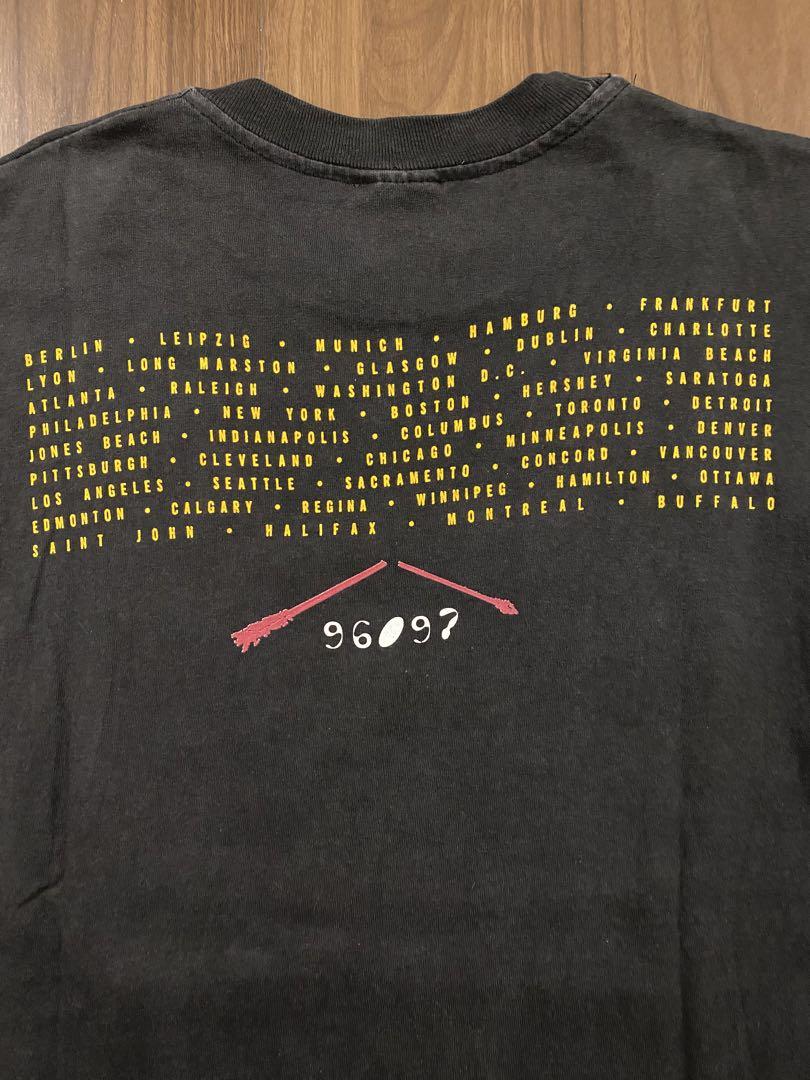 BERLIN • LEIPZIG • MUNICH • HAMBURG • FRANKFURT
LYON • LONG MARSTON • GLASGOW • DUBLIN • CHARLOTTE
ATLANTA • RALEIGH • WASHINGTON D.C. • VIRGINIA BEACH
PHILADELPHIA • NEW YORK • BOSTON • HERSHEY • SARATOGA
JONES BEACH • INDIANAPOLIS • COLUMBUS • TORONTO • DETROIT
PITTSBURGH • CLEVELAND • CHICAGO • MINNEAPOLIS • DENVER
LOS ANGELES • SEATTLE • SACRAMENTO • CONCORD • VANCOUVER
EDMONTON • CALGARY • REGINA • WINNIPEG • HAMILTON • OTTAWA
SAINT JOHN • HALIFAX • MONTREAL • BUFFALO
96097